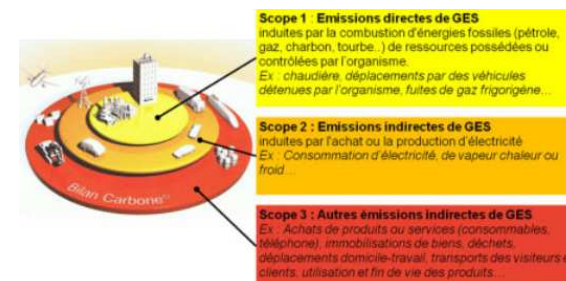 Scope 1 : Emissions directes de GES
induites par la combustion d'énergies fossiles (pétrole,
gaz, charbon, tourbe..) de ressources possédées ou
contrôlées par l'organisme.
Ex : chaudière, déplacements par des véhicules
détenues par l'organisme, fuites de gaz frigorigène…
Scope 2 : Emissions indirectes de GES
induites par l'achat ou la production d'électricité
Ex : Consommation d'électricité, de vapeur chaleur ou
froid…
Bilan Carbone
Scope 3 : Autres émissions indirectes de GES
Ex : Achats de produits ou services (consommables,
téléphone), immobilisations de biens, déchets,
déplacements domicile-travail, transports des visiteurs e
clients, utilisation et fin de vie des produits…